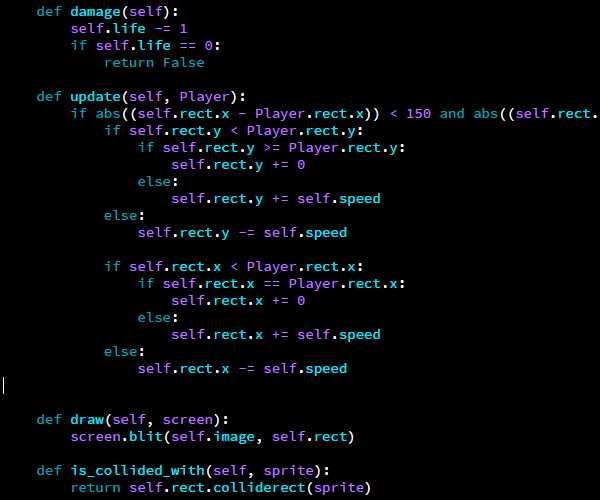 def damage(self):
self.life -= 1
if self.life == 0:
return False
def update(self, Player):
if abs((self.rect.x - Player.rect.x)) < 150 and abs((self.rect.
if self.rect.y < Player.rect.y:
if self.rect.y >= Player.rect.y:
self.rect.y += 0
else:
self.rect.y += self.speed
else:
self.rect.y -= self.speed
if self.rect.x < Player.rect.x:
if self.rect.x == Player.rect.x:
self.rect.x += 0
else:
self.rect.x += self.speed
else:
self.rect.x -= self.speed
def draw(self, screen):
screen.blit(self.image, self.rect)
def is_collided_with(self, sprite):
return self.rect.colliderect(sprite)